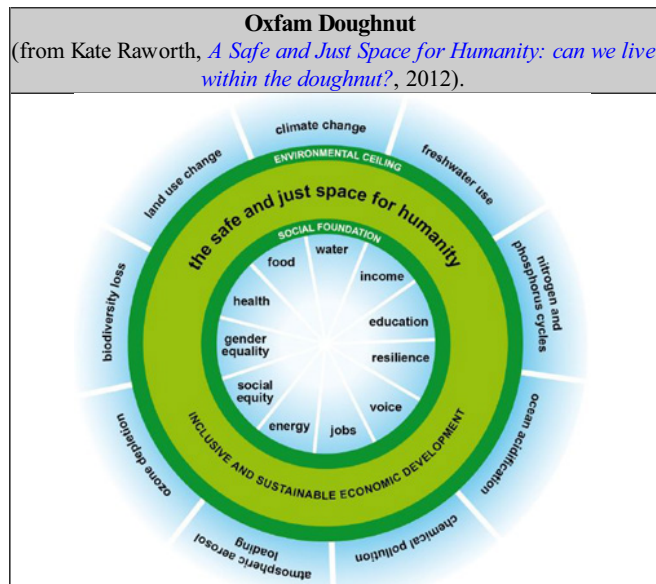 Oxfam Doughnut
(from Kate Raworth, A Safe and Just Space for Humanity: can we live
within the doughnut?, 2012).
climate change
freshwater use
nitrogen and
phosphorus cycles
ocean acidification
chemical pollution
atmospheric aerosol
loading
ozone depletion
biodiversity loss
land use change
ENVIRONMENTAL CEILING
the safe and just space for humanity
SOCIAL FOUNDATION
water
income
education
resilience
voice
jobs
energy
social
equity
gender
equality
health
food
INCLUSIVE AND SUSTAINABLE ECONOMIC DEVELOPMENT